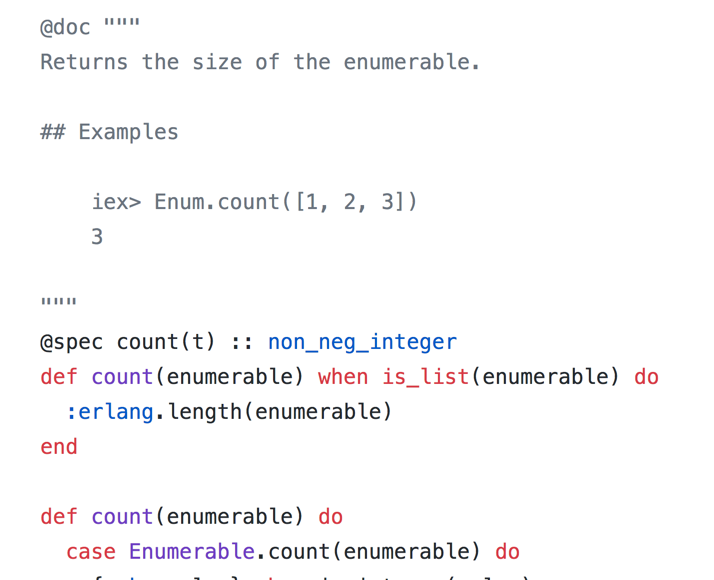 @doc """
Returns the size of the enumerable.
## Examples
iex> Enum.count([1, 2, 3])
3
"""
@spec count(t) :: non_neg_integer
def count(enumerable) when is_list(enumerable) do
:erlang.length(enumerable)
end
def count(enumerable) do
case Enumerable.count(enumerable) do